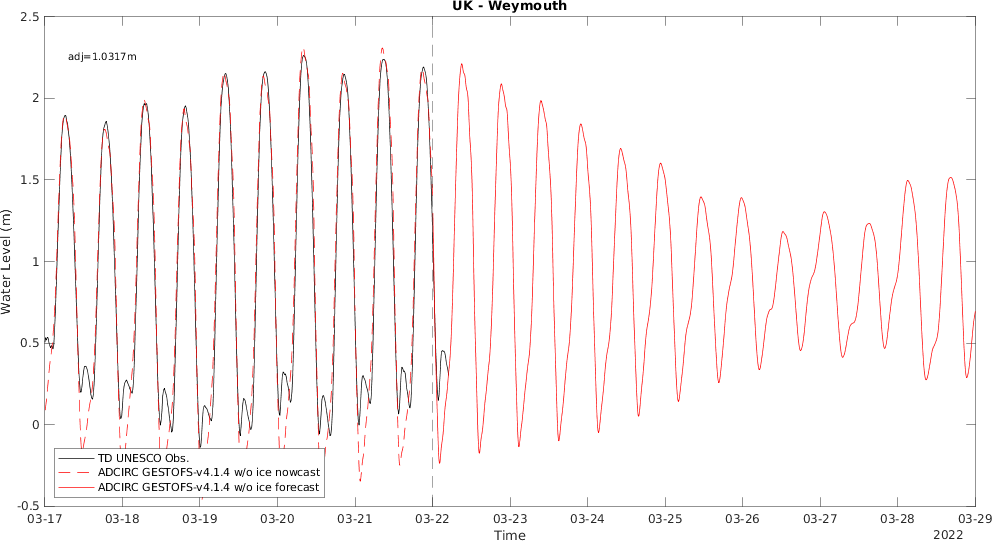 UK - Weymouth
2.5
adj=1.0317m
2
1.5
1
0.5
0
-0.5
Water Level (m)
TD UNESCO Obs.
ADCIRC GESTOFS-v4.1.4 w/o ice nowcast
ADCIRC GESTOFS-v4.1.4 w/o ice forecast
03-17 03-18 03-19 03-20 03-21 03-22 03-23 03-24 03-25 03-26 03-27 03-28 03-29
Time
2022